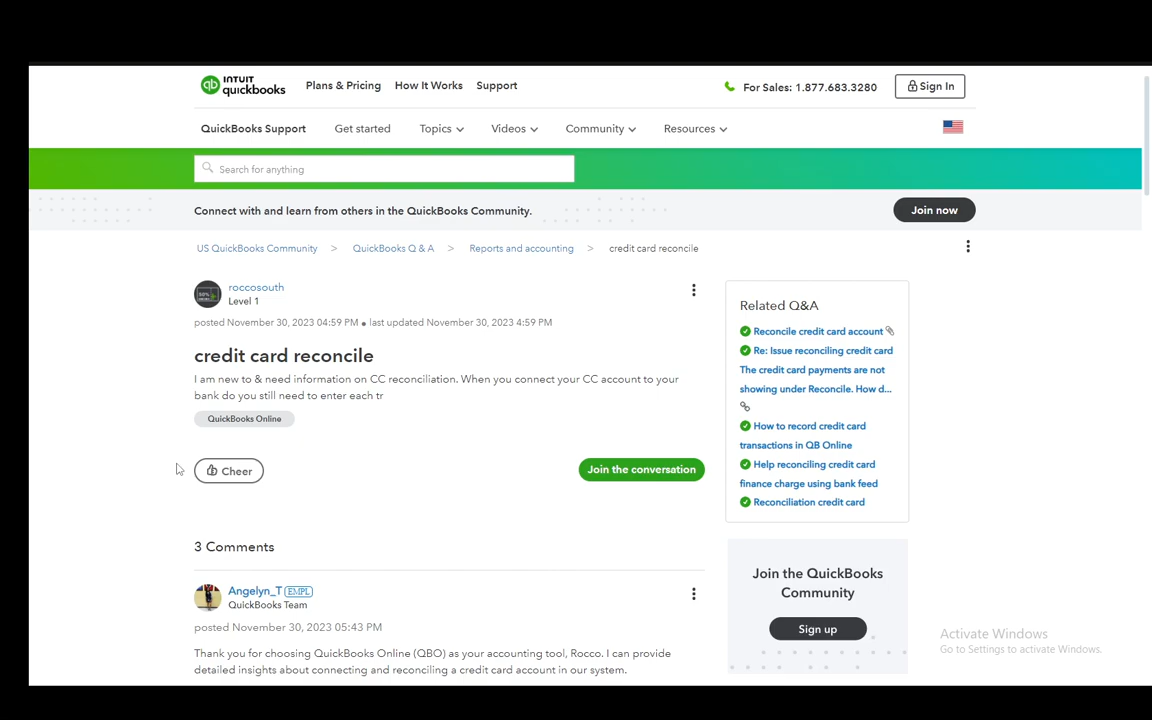 INTUIT
quickbooks
Plans & Pricing How It Works Support
For Sales: 1.877.683.3280
Sign In
QuickBooks Support Get started Topics Videos Community Resources
Search for anything
Connect with and learn from others in the QuickBooks Community.
Join now
US QuickBooks Community > QuickBooks Q & A > Reports and accounting > credit card reconcile
roccosouth
Level 1
posted November 30, 2023 04:59 PM ● last updated November 30, 2023 4:59 PM
credit card reconcile
I am new to & need information on CC reconciliation. When you connect your CC account to your
bank do you still need to enter each tr
QuickBooks Online
Cheer
Join the conversation
3 Comments
Angelyn_T EMPL
QuickBooks Team
posted November 30, 2023 05:43 PM
Thank you for choosing QuickBooks Online (QBO) as your accounting tool, Rocco. I can provide
detailed insights about connecting and reconciling a credit card account in our system.
Related Q&A
Reconcile credit card account
Re: Issue reconciling credit card
The credit card payments are not
showing under Reconcile. How d...
How to record credit card
transactions in QB Online
Help reconciling credit card
finance charge using bank feed
Reconciliation credit card
Join the QuickBooks
Community
Sign up
Activate Windows
Go to Settings to activate Windows.